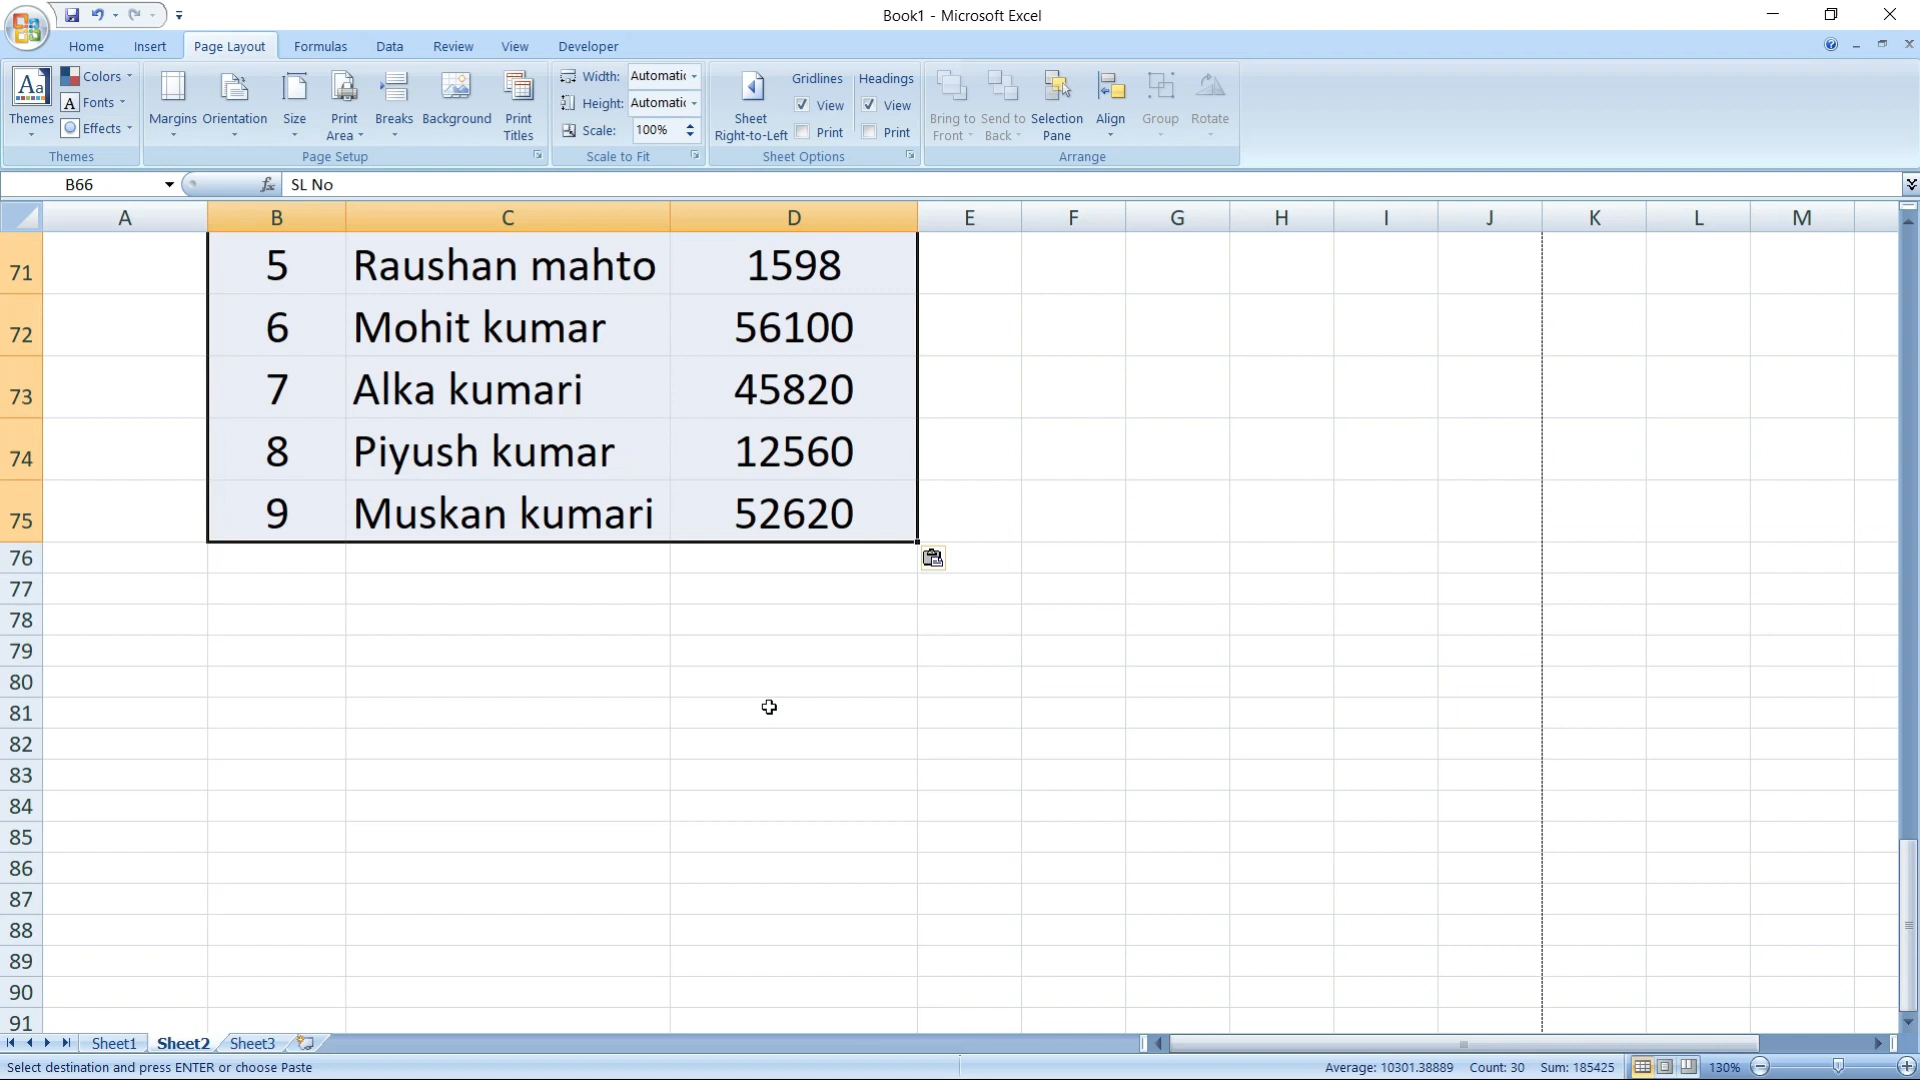 Book1 - Microsoft Excel
Home Insert Page Layout Formulas Data Review View Developer
Aa Themes Colors Fonts Effects
Themes
Margins Orientation Size Print Area Breaks Background Print Titles
Page Setup
Width: Automatic
Height: Automatic
Scale: 100%
Scale to Fit
Sheet Right-to-Left Gridlines View Print Headings View Print
Sheet Options
Bring to Front Send to Back Selection Pane Align Group Rotate
Arrange
B66 fx SL No
A B C D E F G H I J K L M
71 5 Raushan mahto 1598
72 6 Mohit kumar 56100
73 7 Alka kumari 45820
74 8 Piyush kumar 12560
75 9 Muskan kumari 52620
76
77
78
79
80
81
82
83
84
85
86
87
88
89
90
91
Sheet1 Sheet2 Sheet3
Select destination and press ENTER or choose Paste Average: 10301.38889 Count: 30 Sum: 185425 130%